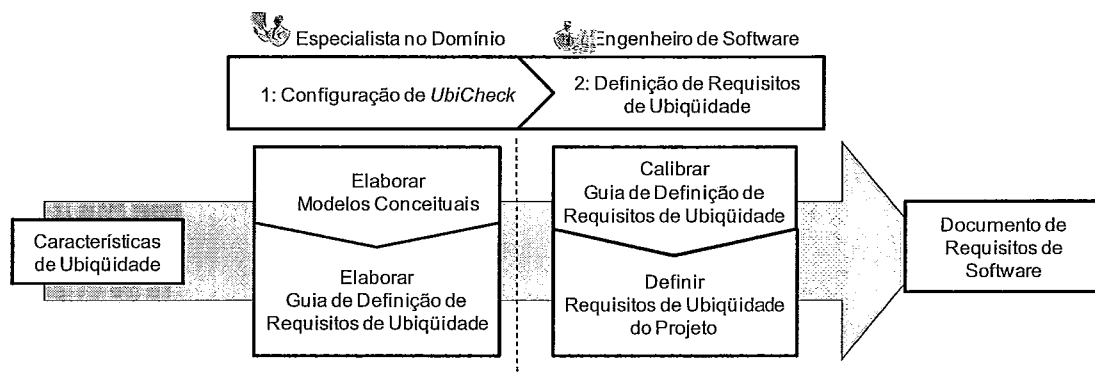 Especialista no Domínio
Engenheiro de Software
1: Configuração de UbiCheck
2: Definição de Requisitos
de Ubiqüidade
Elaborar
Modelos Conceituais
Elaborar
Guia de Definição de
Requisitos de Ubiqüidade
Calibrar
Guia de Definição de
Requisitos de Ubiqüidade
Definir
Requisitos de Ubiqüidade
do Projeto
Características
de Ubiqüidade
Documento de
Requisitos de
Software